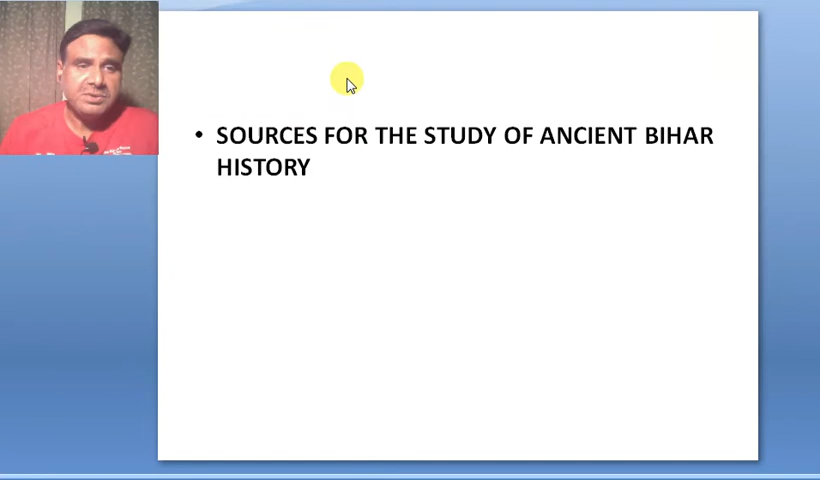 • SOURCES FOR THE STUDY OF ANCIENT BIHAR
HISTORY